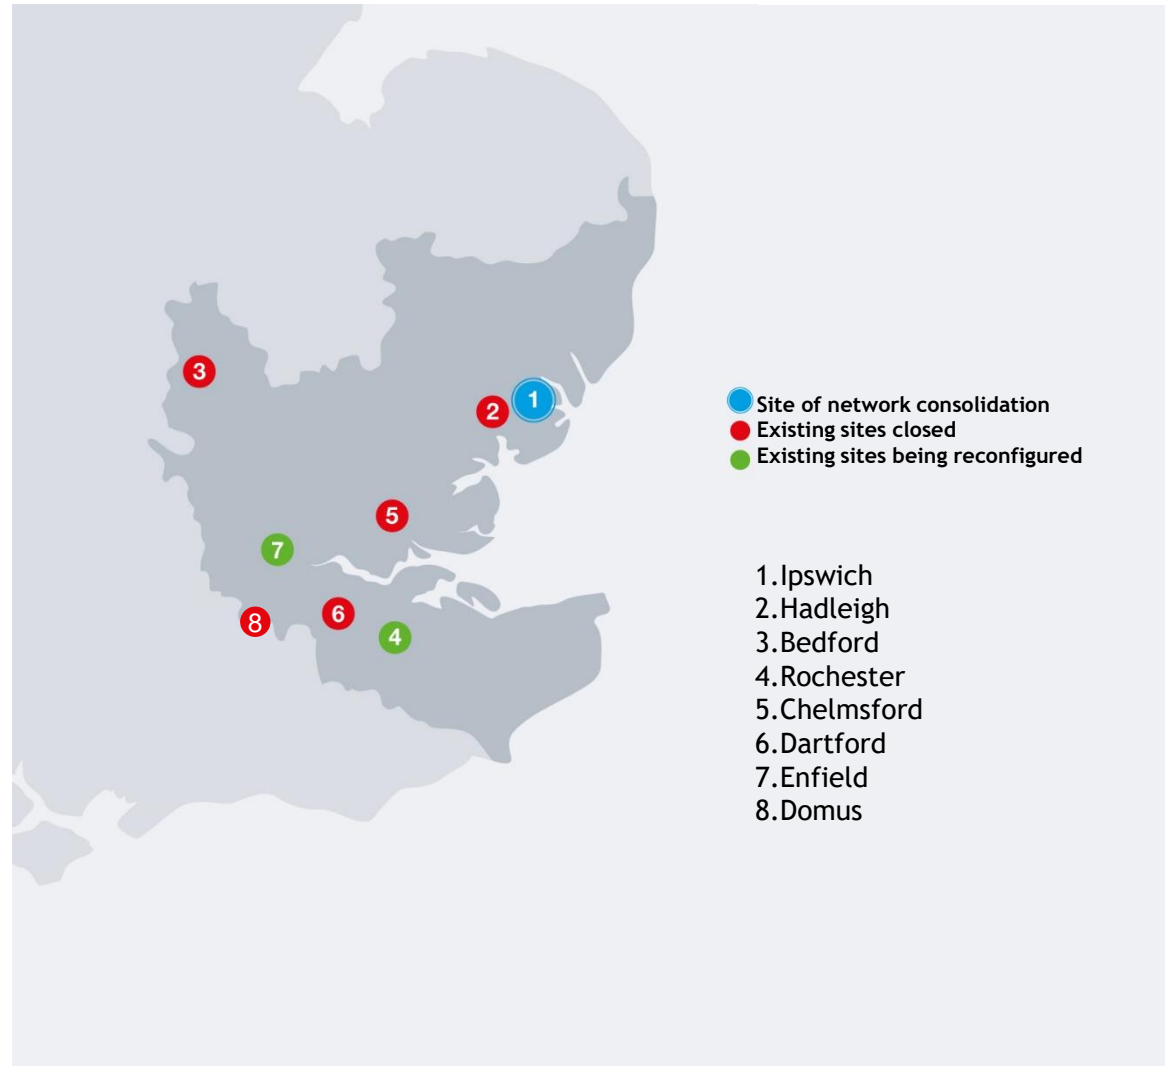 3
1
2
5
7
6
8
4
Site of network consolidation
Existing sites closed
Existing sites being reconfigured
1.Ipswich
2.Hadleigh
3.Bedford
4.Rochester
5.Chelmsford
6.Dartford
7.Enfield
8.Domus